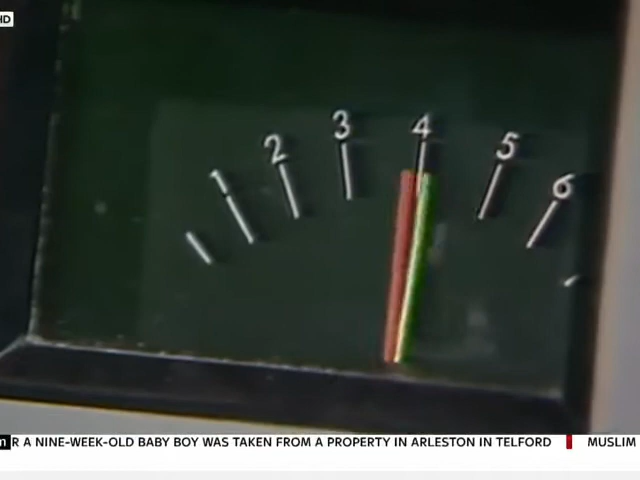 HD
1 2 3 4 5 6
R A NINE-WEEK-OLD BABY BOY WAS TAKEN FROM A PROPERTY IN ARLESTON IN TELFORD MUSLIM